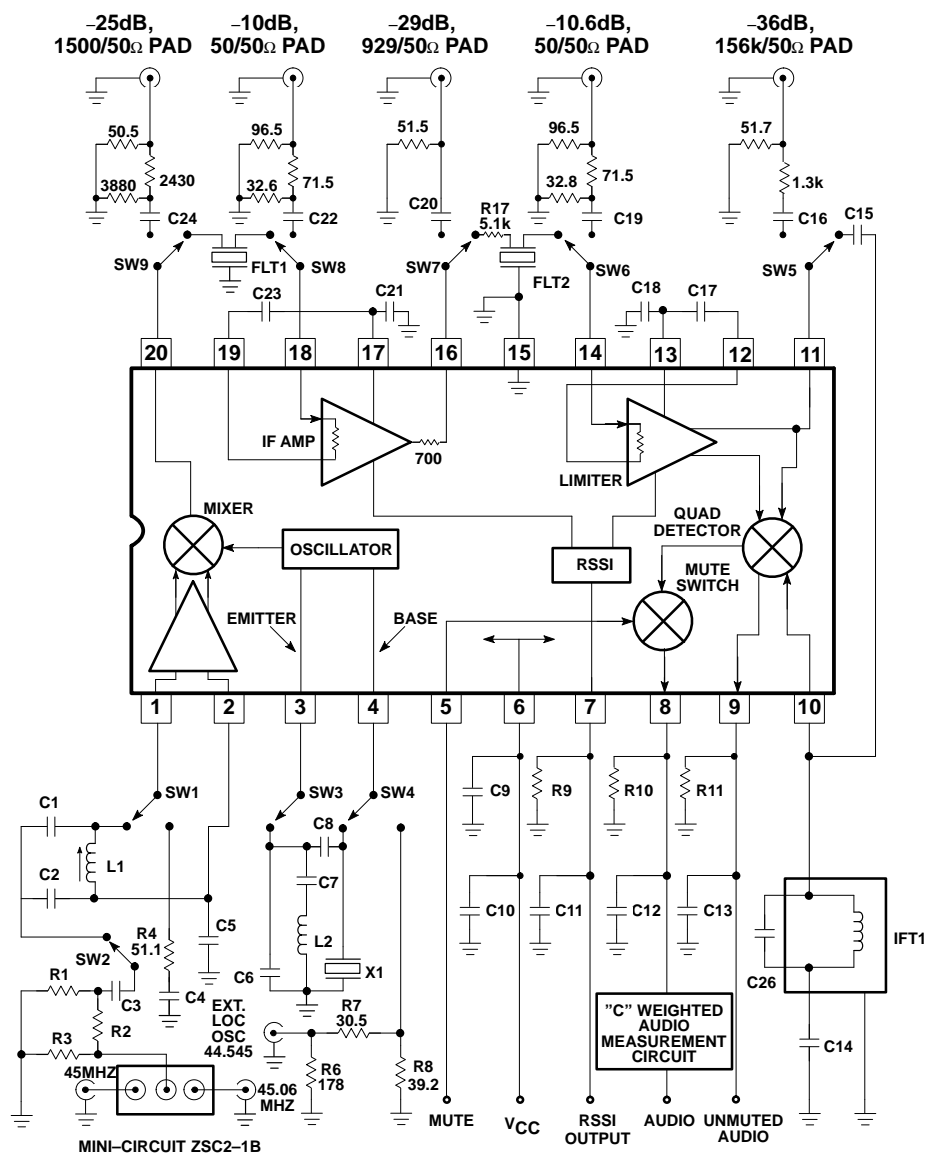 –25dB,
1500/50Ω PAD
–10dB,
50/50Ω PAD
–29dB,
929/50Ω PAD
–10.6dB,
50/50Ω PAD
–36dB,
156k/50Ω PAD
50.5
96.5
51.5
96.5
51.7
3880
2430
32.6
71.5
32.8
71.5
1.3k
C24
C22
C20
R17
5.1k
C19
C16
C15
SW9
FLT1
SW8
SW7
FLT2
SW6
SW5
C23
C21
C18
C17
20
19
18
17
16
15
14
13
12
11
IF AMP
700
LIMITER
MIXER
OSCILLATOR
RSSI
QUAD
DETECTOR
MUTE
SWITCH
EMITTER
BASE
1
2
3
4
5
6
7
8
9
10
SW1
SW3
SW4
C9
R9
R10
R11
C1
L1
C2
C8
C7
L2
C5
C6
X1
C10
C11
C12
C13
IFT1
C26
R4
51.1
SW2
C3
C4
R1
R2
R3
EXT.
LOC
OSC
44.545
R7
30.5
R6
178
R8
39.2
"C" WEIGHTED
AUDIO
MEASUREMENT
CIRCUIT
C14
45MHZ
45.06
MHZ
MUTE
VCC
RSSI
OUTPUT
AUDIO
UNMUTED
AUDIO
MINI–CIRCUIT ZSC2–1B